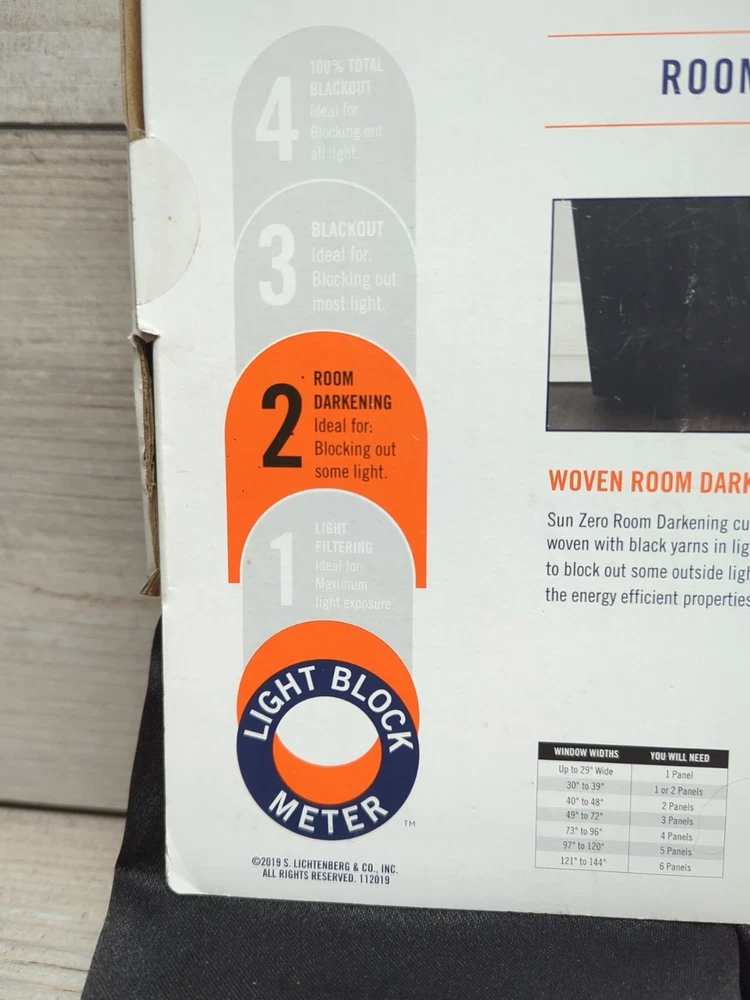 4
100% TOTAL
BLACKOUT
Ideal for:
Blocking out
all light.
3
BLACKOUT
Ideal for:
Blocking out
most light.
2
ROOM
DARKENING
Ideal for:
Blocking out
some light.
1
LIGHT
FILTERING
Ideal for:
Maximum
light exposure.
LIGHT BLOCK
METER
™
©2019 S. LICHTENBERG & CO., INC.
ALL RIGHTS RESERVED. 112019
ROOM
WOVEN ROOM DARK
Sun Zero Room Darkening cu
woven with black yarns in lig
to block out some outside ligh
the energy efficient properties
WINDOW WIDTHS YOU WILL NEED
Up to 29" Wide 1 Panel
30" to 39" 1 or 2 Panels
40" to 48" 2 Panels
49" to 72" 3 Panels
73" to 96" 4 Panels
97" to 120" 5 Panels
121" to 144" 6 Panels